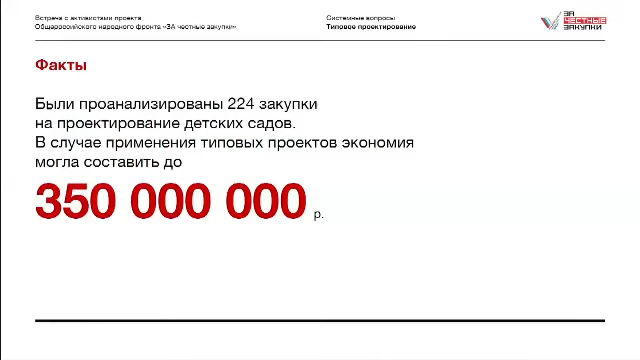 Встреча с активистами проекта
Общероссийского народного фронта «ЗА честные закупки»
Системные вопросы
Типовое проектирование
ЗА
ЧЕСТНЫЕ
ЗАКУПКИ
Факты
Были проанализированы 224 закупки
на проектирование детских садов.
В случае применения типовых проектов экономия
могла составить до
350 000 000 р.